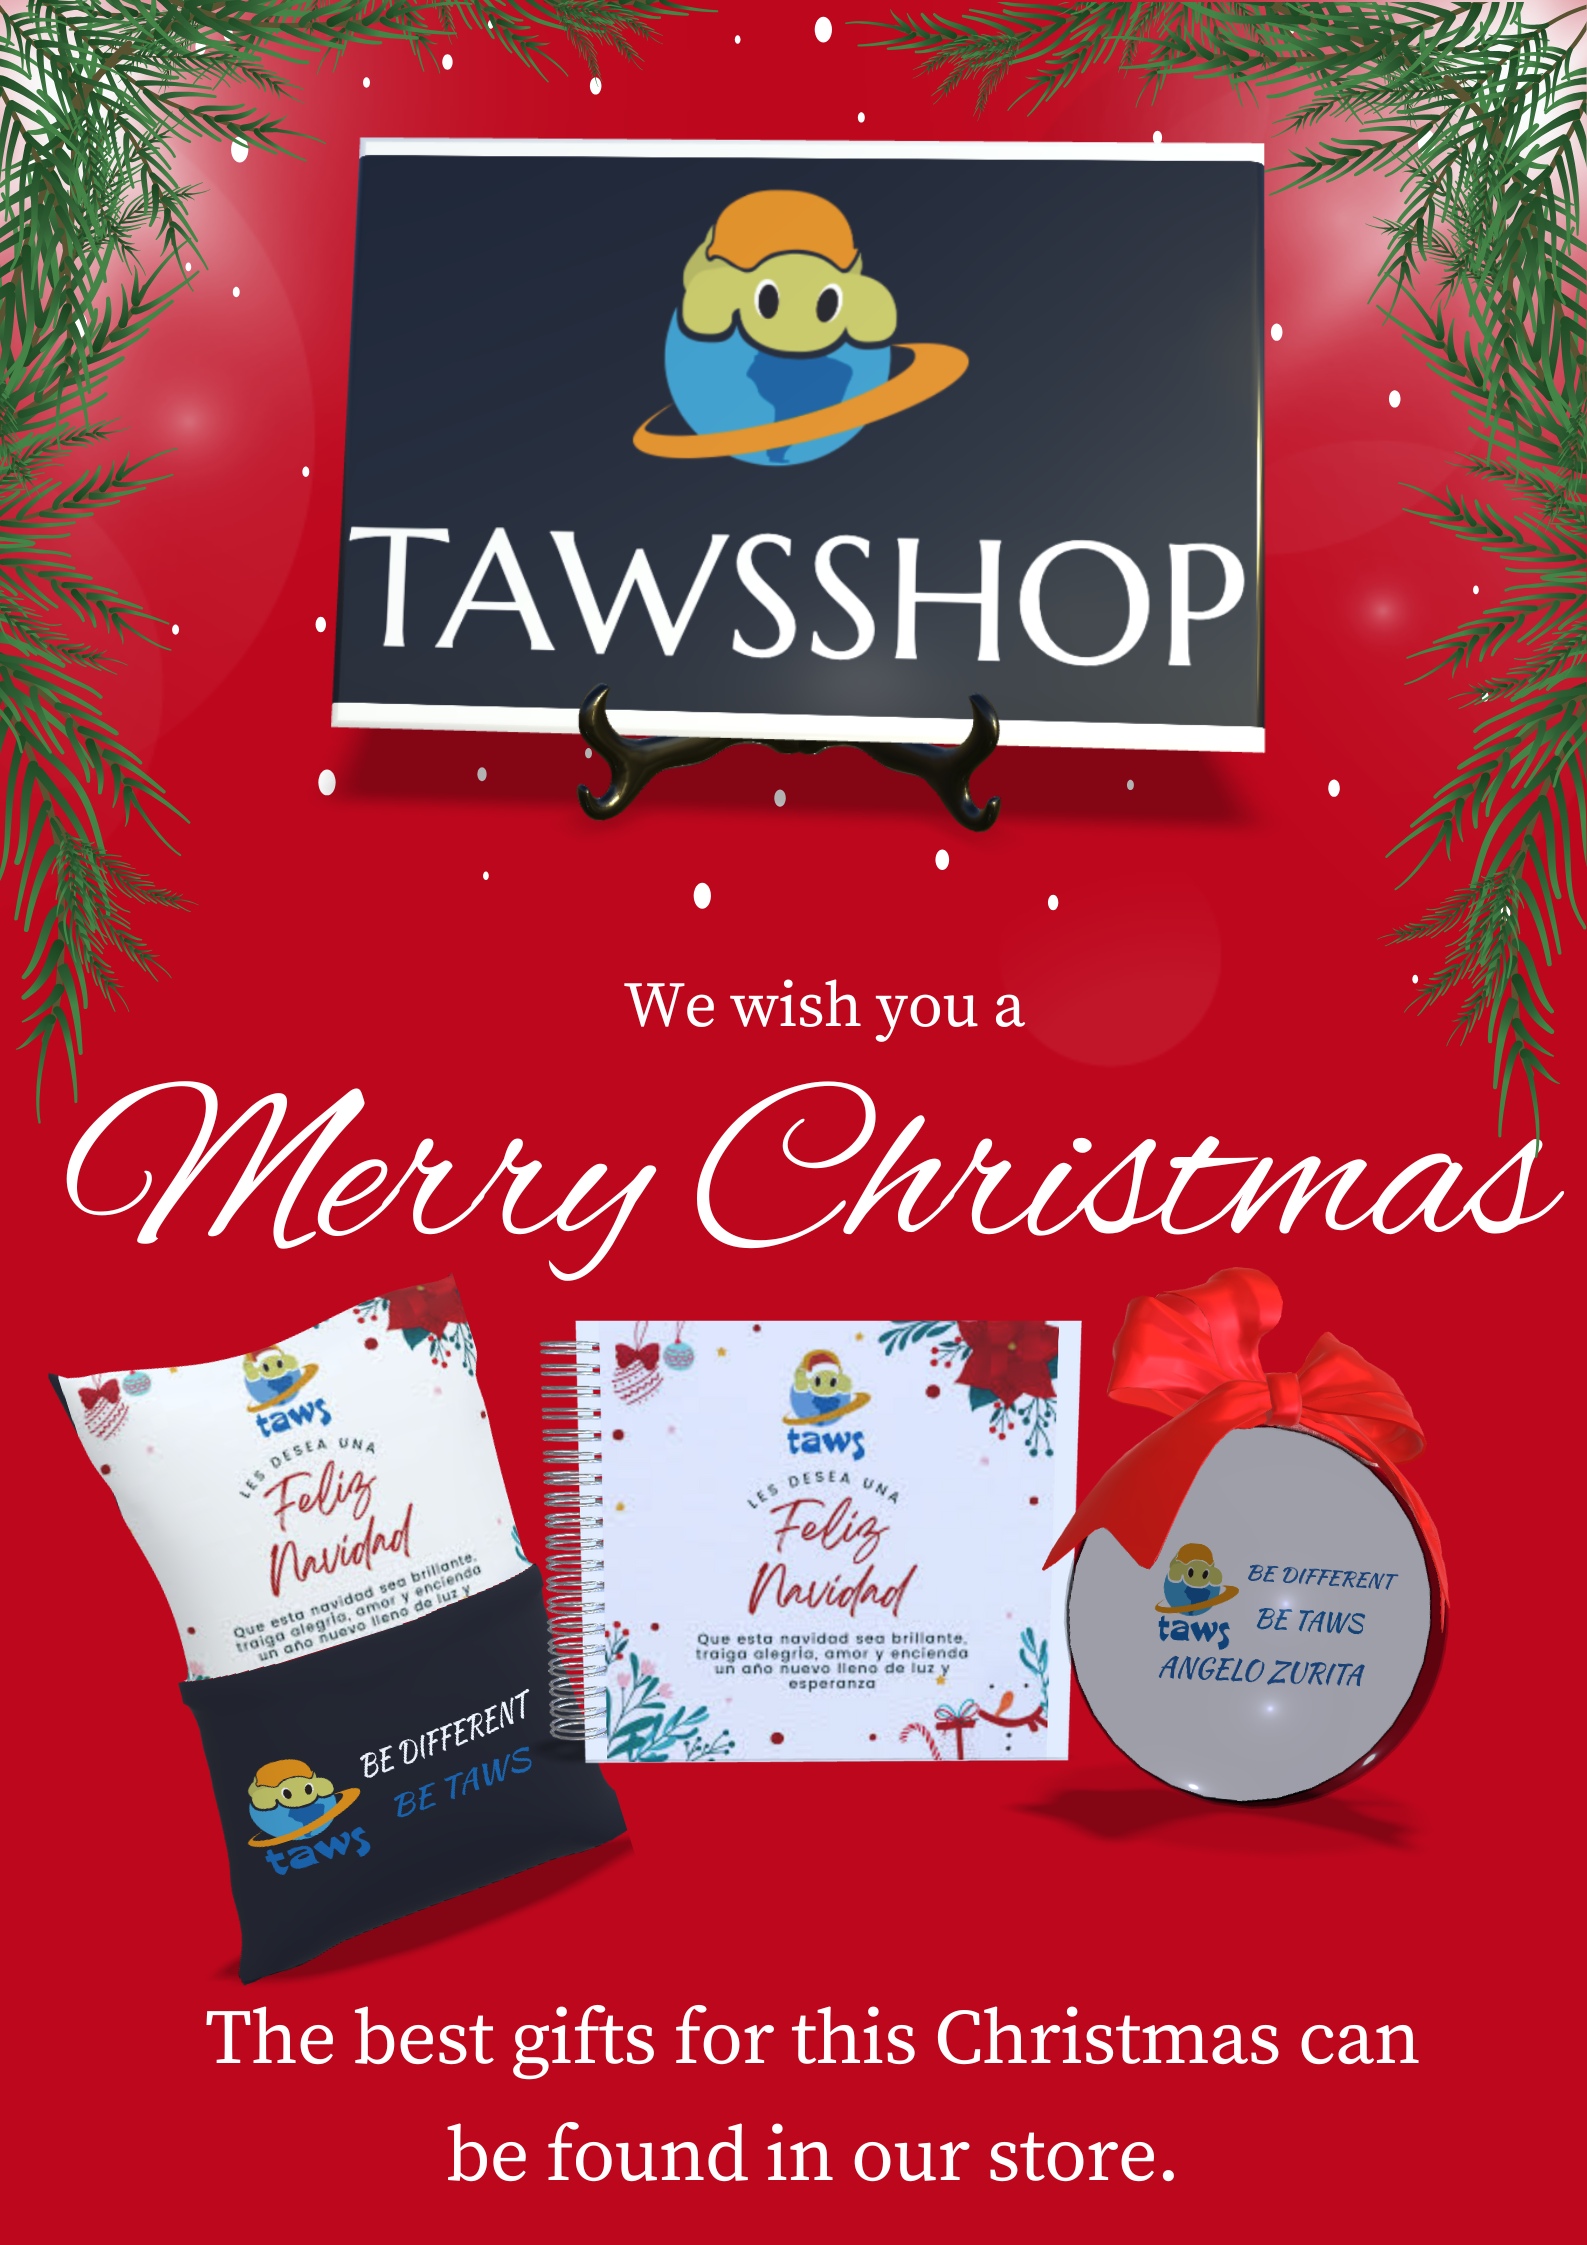 TAWSSHOP
We wish you a
Merry Christmas
taws
LES DESEA UNA
Feliz
Navidad
Que esta navidad sea brillante,
traiga alegria, amor y encienda
un año nuevo lleno de luz y
BE DIFFERENT
BE TAWS
taws
taws
LES DESEA UNA
Feliz
Navidad
Que esta navidad sea brillante,
traiga alegria, amor y encienda
un año nuevo lleno de luz y
esperanza
BE DIFFERENT
BE TAWS
taws
ANGELO ZURITA
The best gifts for this Christmas can
be found in our store.